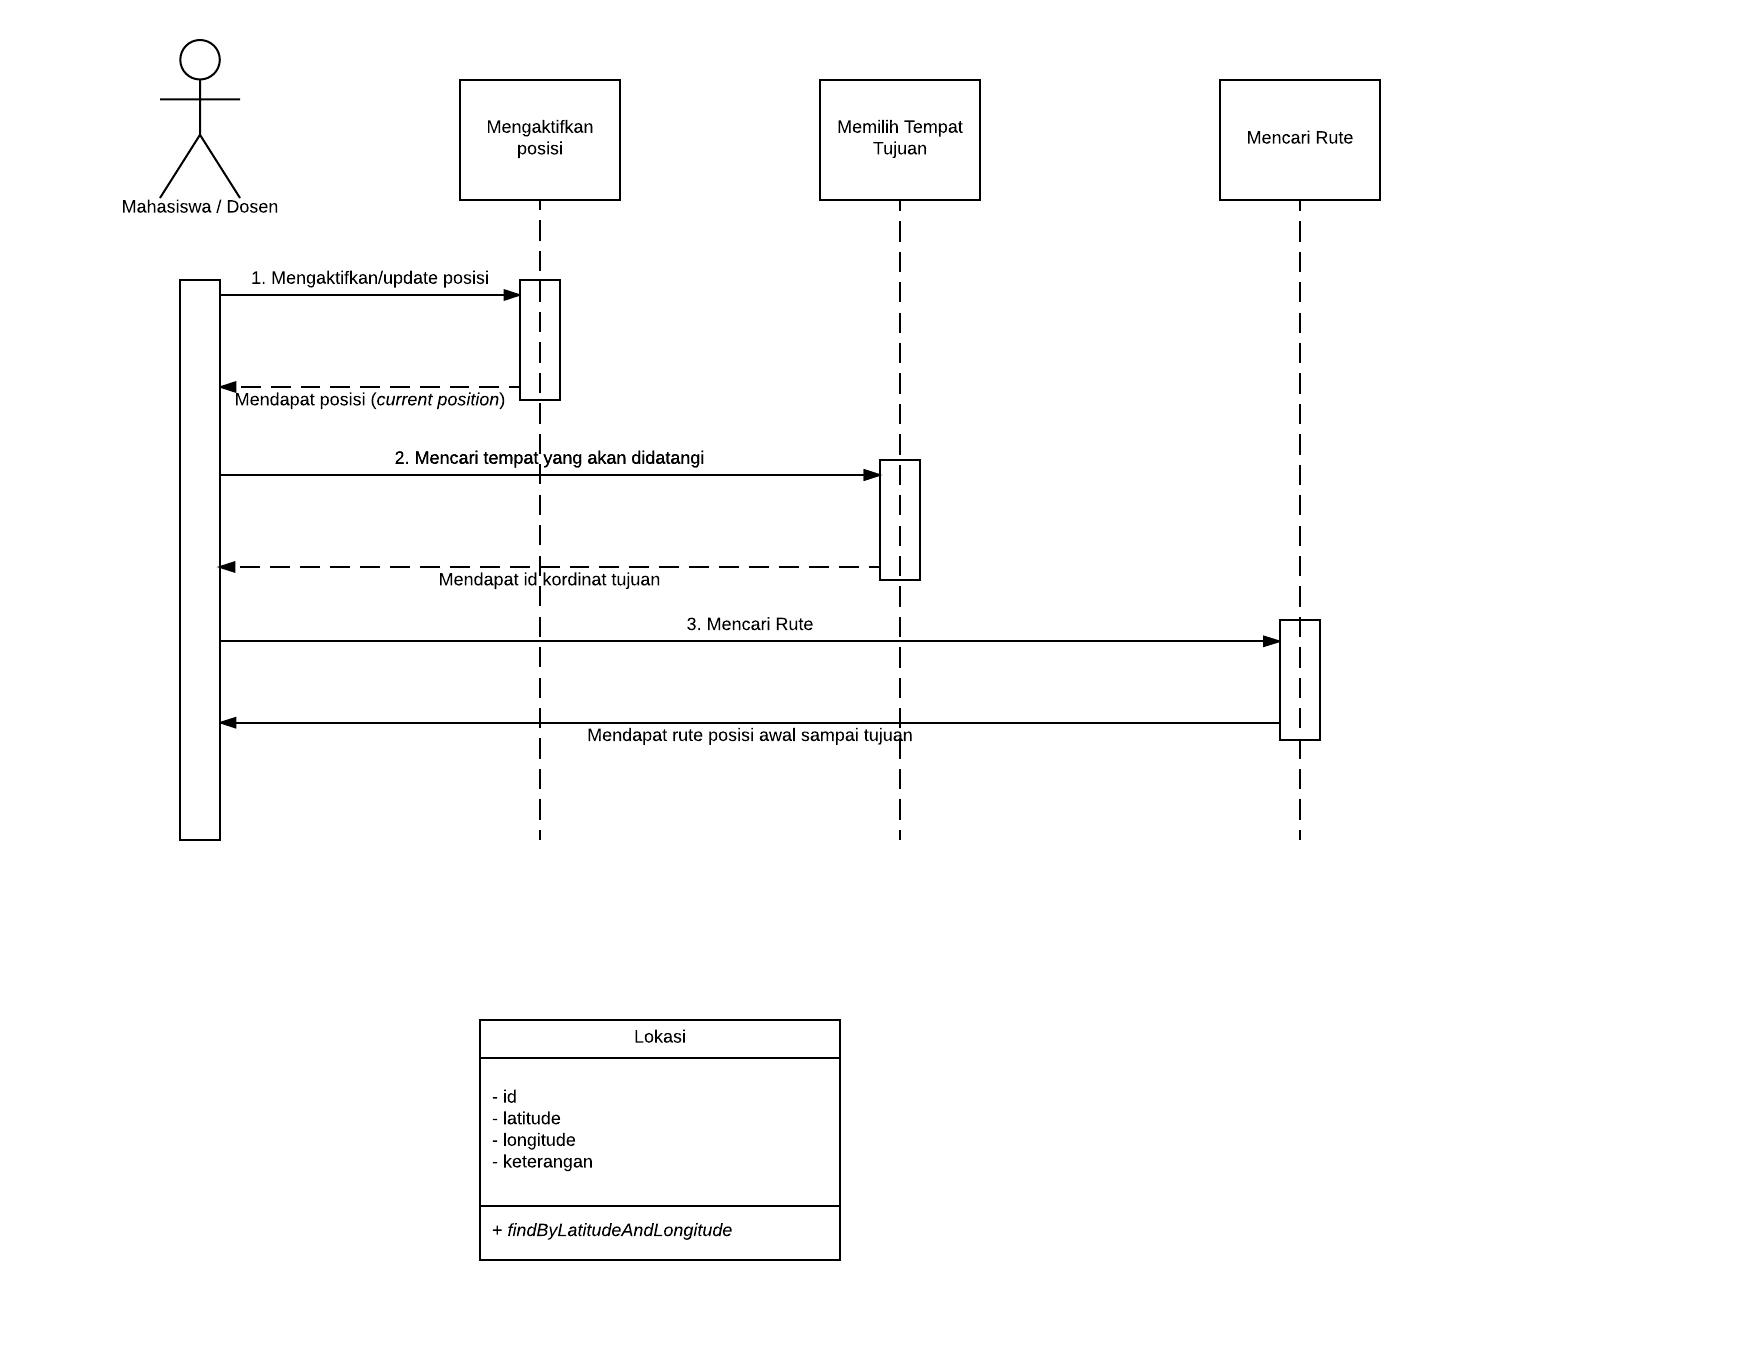 Mahasiswa / Dosen
Mengaktifkan
posisi
Memilih Tempat
Tujuan
Mencari Rute
1. Mengaktifkan/update posisi
Mendapat posisi (current position)
2. Mencari tempat yang akan didatangi
Mendapat id kordinat tujuan
3. Mencari Rute
Mendapat rute posisi awal sampai tujuan
Lokasi
- id
- latitude
- longitude
- keterangan
+ findByLatitudeAndLongitude